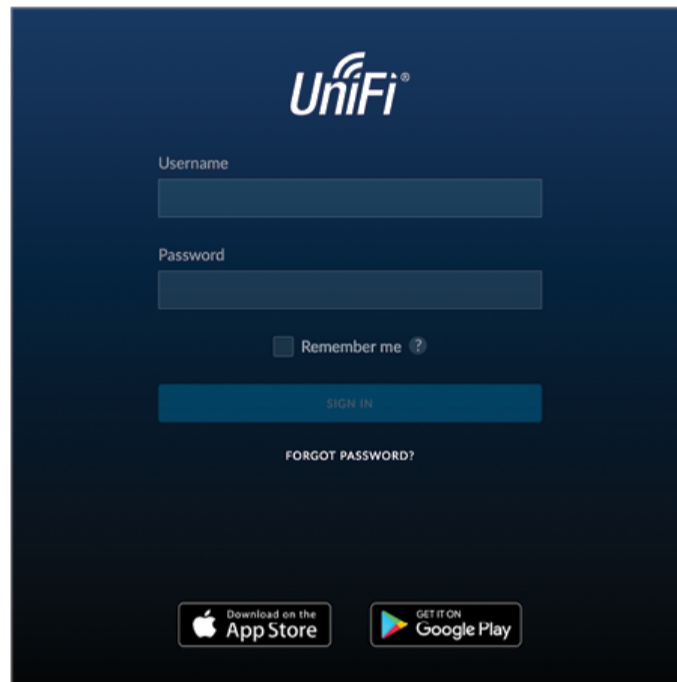 UniFi®
Username
Password
Remember me ?
SIGN IN
FORGOT PASSWORD?
Download on the
App Store
GET IT ON
Google Play